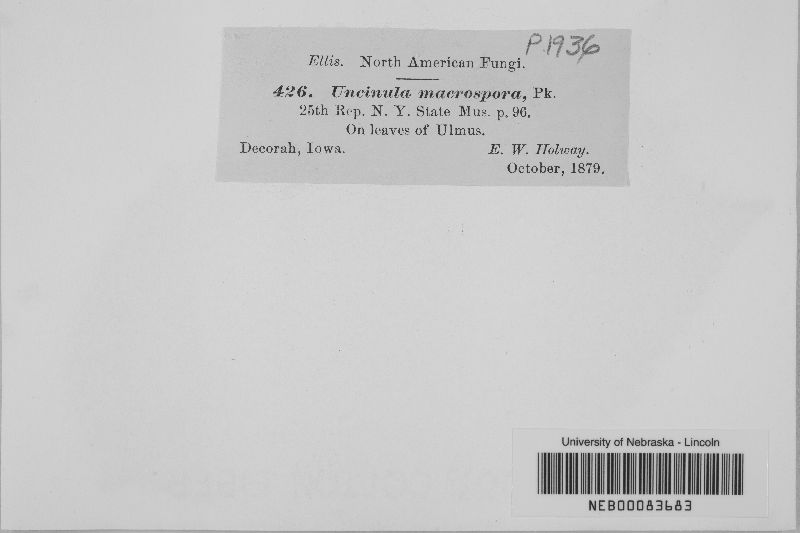 P.1936
Ellis. North American Fungi.
426. Uncinula macrospora, Pk.
25th Rep. N. Y. State Mus. p. 96.
On leaves of Ulmus.
Decorah, Iowa. E. W. Holway.
October, 1879.
University of Nebraska - Lincoln
NEB00083683